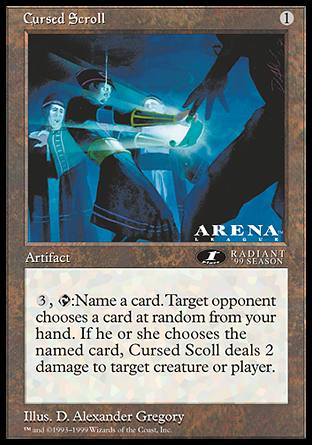 Cursed Scroll 1
ARENA™
LEAGUE
Artifact
RADIANT
'99 SEASON
3, :Name a card.Target opponent
chooses a card at random from your
hand. If he or she chooses the
named card, Cursed Scoll deals 2
damage to target creature or player.
Illus. D. Alexander Gregory
™ and ©1993–1999 Wizards of the Coast, Inc.